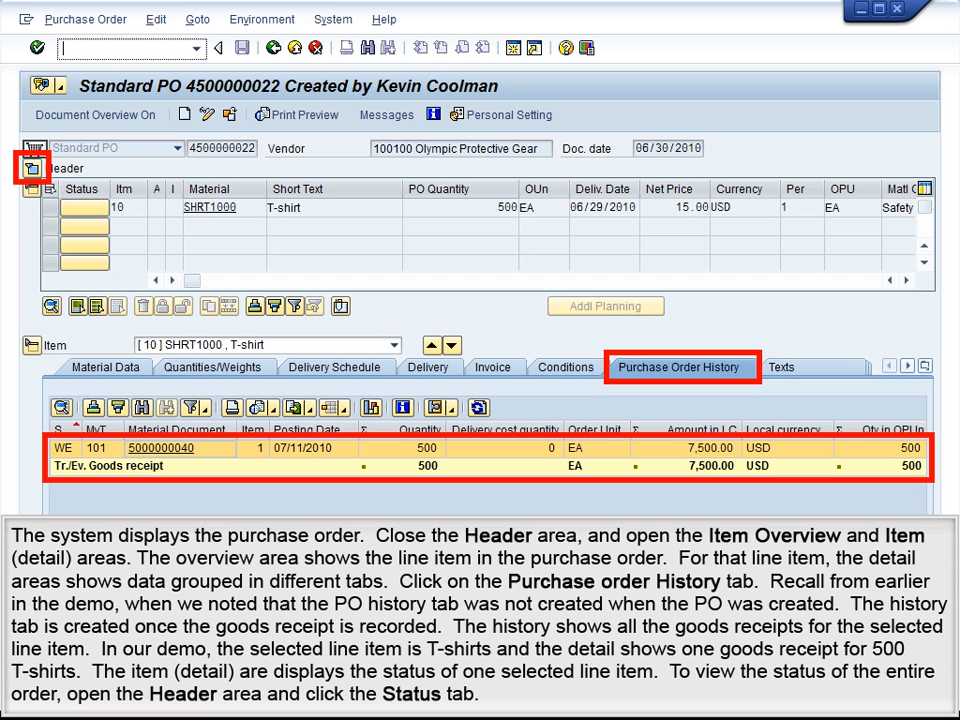 Purchase Order Edit Goto Environment System Help
Standard PO 4500000022 Created by Kevin Coolman
Document Overview On Print Preview Messages Personal Setting
Standard PO 4500000022 Vendor 100100 Olympic Protective Gear Doc. date 06/30/2010
eader
Status Itm A I Material Short Text PO Quantity OUn Deliv. Date Net Price Currency Per OPU Matl
10 SHRT1000 T-shirt 500 EA 06/29/2010 15.00 USD 1 EA Safety
Addl Planning
Item [ 10 ] SHRT1000 , T-shirt
Material Data Quantities/Weights Delivery Schedule Delivery Invoice Conditions Purchase Order History Texts
S. MvT Material Document Item Posting Date Σ Quantity Delivery cost quantity Order Unit Σ Amount in LC Local currency Σ Qty in OPUn
WE 101 5000000040 1 07/11/2010 500 0 EA 7,500.00 USD 500
Tr./Ev. Goods receipt 500 EA 7,500.00 USD 500
The system displays the purchase order. Close the Header area, and open the Item Overview and Item
(detail) areas. The overview area shows the line item in the purchase order. For that line item, the detail
areas shows data grouped in different tabs. Click on the Purchase order History tab. Recall from earlier
in the demo, when we noted that the PO history tab was not created when the PO was created. The history
tab is created once the goods receipt is recorded. The history shows all the goods receipts for the selected
line item. In our demo, the selected line item is T-shirts and the detail shows one goods receipt for 500
T-shirts. The item (detail) are displays the status of one selected line item. To view the status of the entire
order, open the Header area and click the Status tab.